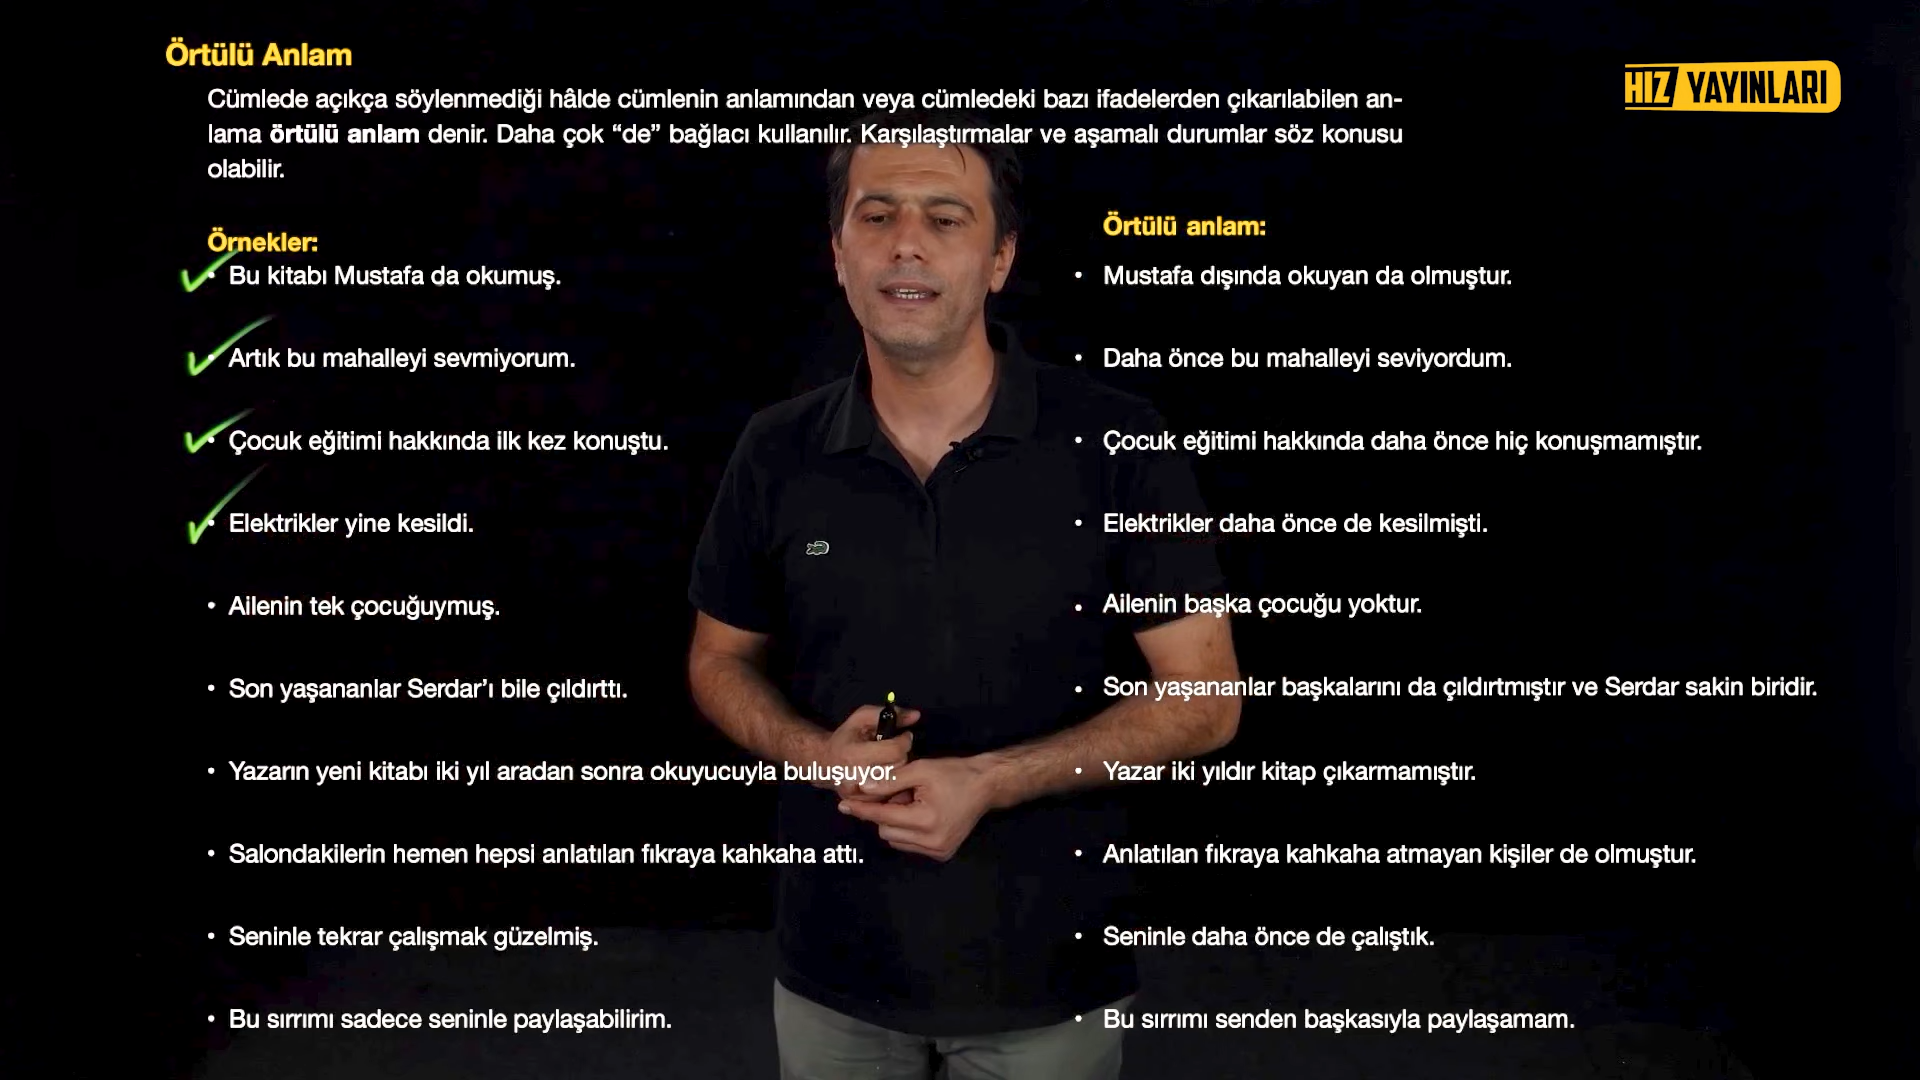 Örtülü Anlam
HIZ YAYINLARI
Cümlede açıkça söylenmediği hâlde cümlenin anlamından veya cümledeki bazı ifadelerden çıkarılabilen an-
lama örtülü anlam denir. Daha çok “de” bağlacı kullanılır. Karşılaştırmalar ve aşamalı durumlar söz konusu
olabilir.
Örnekler:
• Bu kitabı Mustafa da okumuş.
• Artık bu mahalleyi sevmiyorum.
• Çocuk eğitimi hakkında ilk kez konuştu.
• Elektrikler yine kesildi.
• Ailenin tek çocuğuymuş.
• Son yaşananlar Serdar’ı bile çıldırttı.
• Yazarın yeni kitabı iki yıl aradan sonra okuyucuyla buluşuyor.
• Salondakilerin hemen hepsi anlatılan fıkraya kahkaha attı.
• Seninle tekrar çalışmak güzelmiş.
• Bu sırrımı sadece seninle paylaşabilirim.
Örtülü anlam:
• Mustafa dışında okuyan da olmuştur.
• Daha önce bu mahalleyi seviyordum.
• Çocuk eğitimi hakkında daha önce hiç konuşmamıştır.
• Elektrikler daha önce de kesilmişti.
• Ailenin başka çocuğu yoktur.
• Son yaşananlar başkalarını da çıldırtmıştır ve Serdar sakin biridir.
• Yazar iki yıldır kitap çıkarmamıştır.
• Anlatılan fıkraya kahkaha atmayan kişiler de olmuştur.
• Seninle daha önce de çalıştık.
• Bu sırrımı senden başkasıyla paylaşamam.